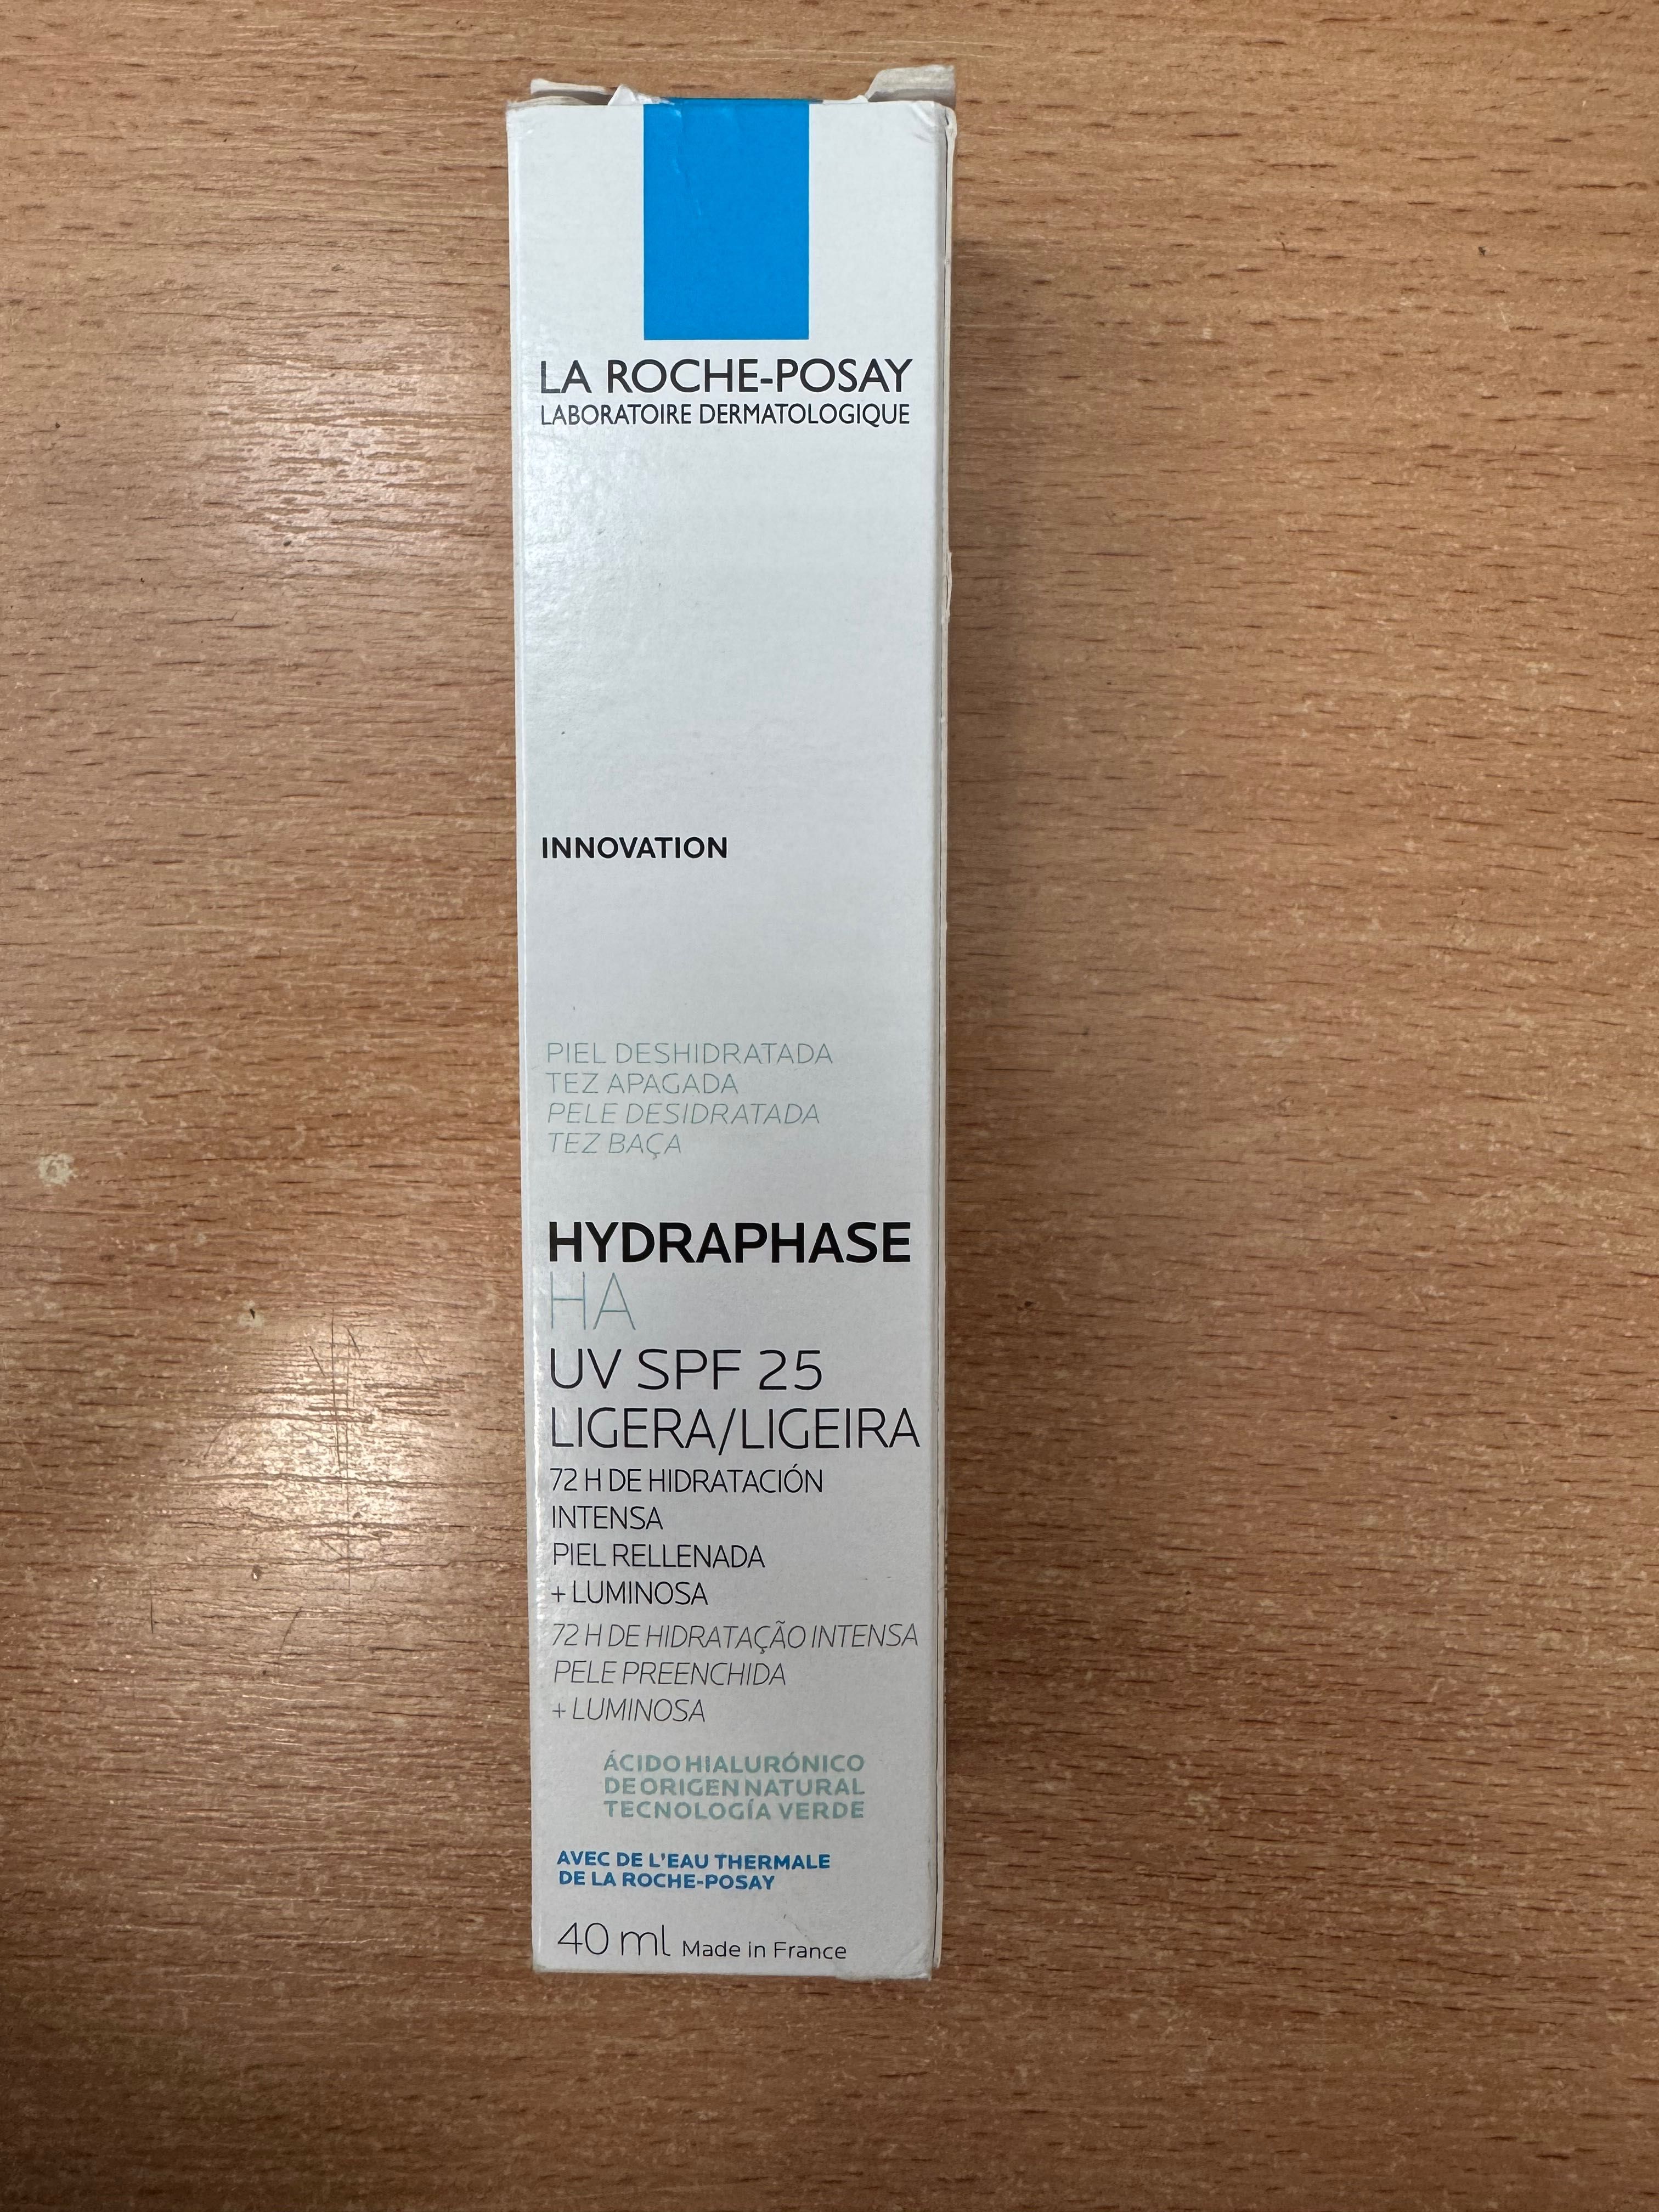 LA ROCHE-POSAY
LABORATOIRE DERMATOLOGIQUE
INNOVATION
PIEL DESHIDRATADA
TEZ APAGADA
PELE DESIDRATADA
TEZ BAÇA
HYDRAPHASE
HA
UV SPF 25
LIGERA/LIGEIRA
72 H DE HIDRATACIÓN
INTENSA
PIEL RELLENADA
+ LUMINOSA
72 H DE HIDRATAÇÃO INTENSA
PELE PREENCHIDA
+ LUMINOSA
ÁCIDO HIALURÓNICO
DE ORIGEN NATURAL
TECNOLOGÍA VERDE
AVEC DE L'EAU THERMALE
DE LA ROCHE-POSAY
40 ml Made in France